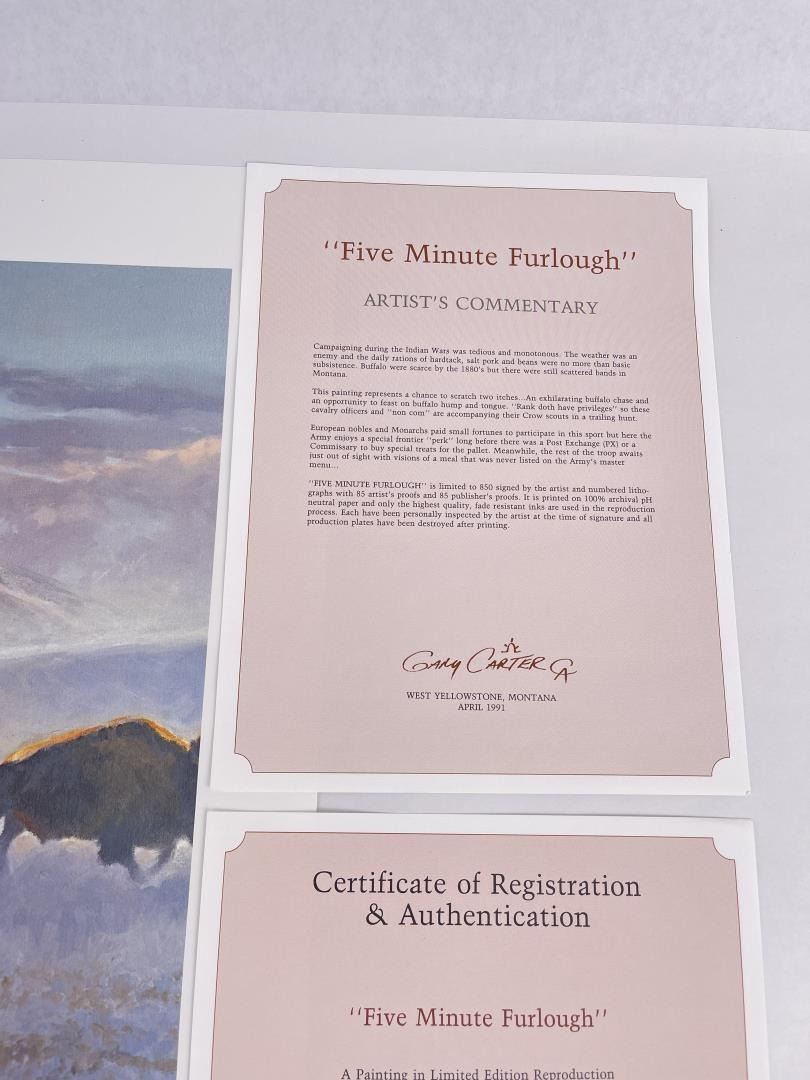 "Five Minute Furlough"
ARTIST'S COMMENTARY
Campaigning during the Indian Wars was tedious and monotonous. The weather was an
enemy and the daily rations of hardtack, salt pork and beans were no more than basic
subsistence. Buffalo were scarce by the 1880's but there were still scattered bands in
Montana.
This painting represents a chance to scratch two itches...An exhilarating buffalo chase and
an opportunity to feast on buffalo hump and tongue. "Rank doth have privileges" so these
cavalry officers and "non com" are accompanying their Crow scouts in a trailing hunt.
European nobles and Monarchs paid small fortunes to participate in this sport but here the
Army enjoys a special frontier "perk" long before there was a Post Exchange (PX) or a
Commissary to buy special treats for the pallet. Meanwhile, the rest of the troop awaits
just out of sight with visions of a meal that was never listed on the Army's master
menu...
"FIVE MINUTE FURLOUGH" is limited to 850 signed by the artist and numbered litho-
graphs with 85 artist's proofs and 85 publisher's proofs. It is printed on 100% archival pH
neutral paper and only the highest quality, fade resistant inks are used in the reproduction
process. Each have been personally inspected by the artist at the time of signature and all
production plates have been destroyed after printing.
Gary Carter CA
WEST YELLOWSTONE, MONTANA
APRIL 1991
Certificate of Registration
& Authentication
"Five Minute Furlough"
A Painting in Limited Edition Reproduction